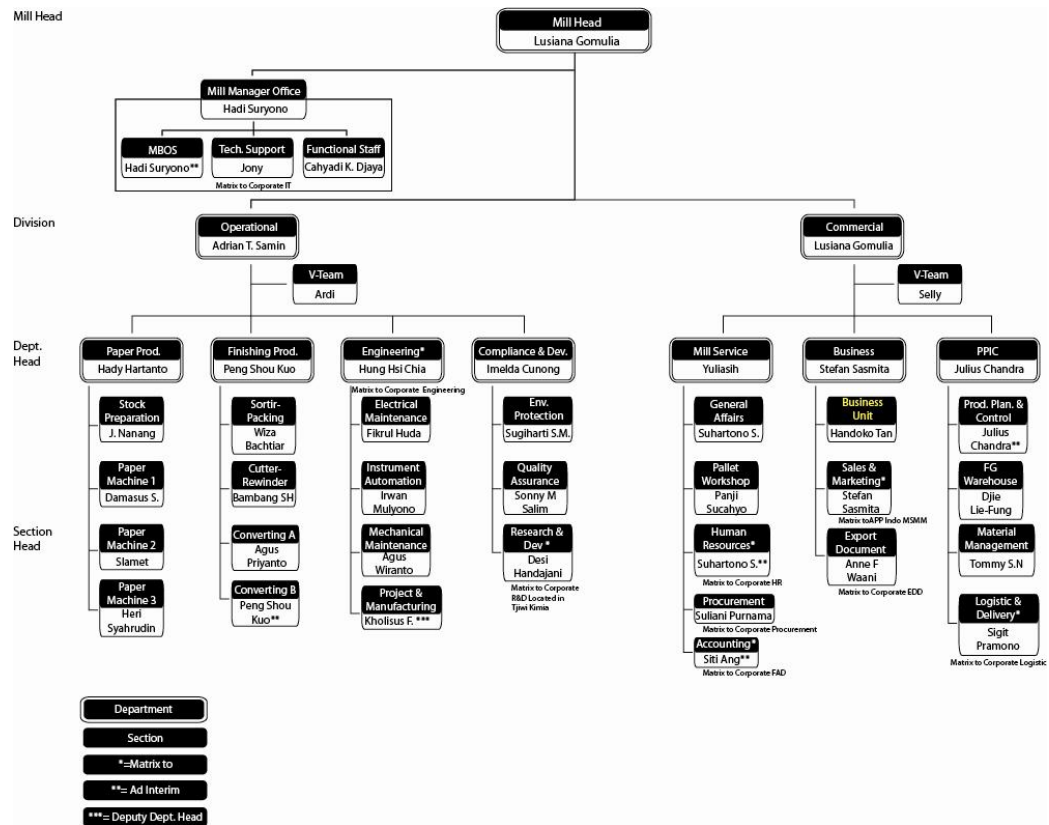 Mill Head
Mill Head
Lusiana Gomulia
Mill Manager Office
Hadi Suryono
MBOS
Hadi Suryono**
Tech. Support
Jony
Functional Staff
Cahyadi K. Djaya
Matrix to Corporate IT
Division
Operational
Adrian T. Samin
Commercial
Lusiana Gomulia
V-Team
Ardi
V-Team
Selly
Dept.
Head
Paper Prod.
Hady Hartanto
Finishing Prod.
Peng Shou Kuo
Engineering*
Hung Hsi Chia
Matrix to Corporate Engineering
Compliance & Dev.
Imelda Cunong
Mill Service
Yuliasih
Business
Stefan Sasmita
PPIC
Julius Chandra
Section
Head
Stock
Preparation
J. Nanang
Paper
Machine 1
Damasus S.
Paper
Machine 2
Slamet
Paper
Machine 3
Heri
Syahrudin
Sortir-
Packing
Wiza
Bachtiar
Cutter-
Rewinder
Bambang SH
Converting A
Agus
Priyanto
Converting B
Peng Shou
Kuo**
Electrical
Maintenance
Fikrul Huda
Instrument
Automation
Irwan
Mulyono
Mechanical
Maintenance
Agus
Wiranto
Project &
Manufacturing
Kholisus F. ***
Env.
Protection
Sugiharti S.M.
Quality
Assurance
Sonny M
Salim
Research &
Dev *
Desi
Handajani
Matrix to Corporate
R&D Located in
Tjiwi Kimia
General
Affairs
Suhartono S.
Pallet
Workshop
Panji
Sucahyo
Human
Resources*
Suhartono S.**
Matrix to Corporate HR
Procurement
Suliani Purnama
Matrix to Corporate Procurement
Accounting*
Siti Ang**
Matrix to Corporate FAD
Business
Unit
Handoko Tan
Sales &
Marketing*
Stefan
Sasmita
Matrix toAPP Indo MSMM
Export
Document
Anne F
Waani
Matrix to Corporate EDD
Prod. Plan. &
Control
Julius
Chandra**
FG
Warehouse
Djie
Lie-Fung
Material
Management
Tommy S.N
Logistic &
Delivery*
Sigit
Pramono
Matrix to Corporate Logistic
Department
Section
*=Matrix to
**= Ad Interim
***= Deputy Dept. Head